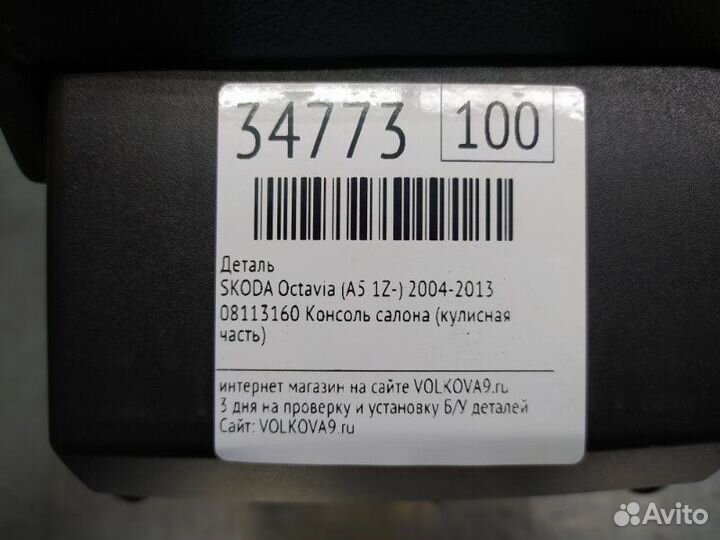 34773 100
Деталь
SKODA Octavia (A5 1Z-) 2004-2013
08113160 Консоль салона (кулисная
часть)
интернет магазин на сайте VOLKOVA9.ru
3 дня на проверку и установку Б/У деталей
Сайт: VOLKOVA9.ru
Avito